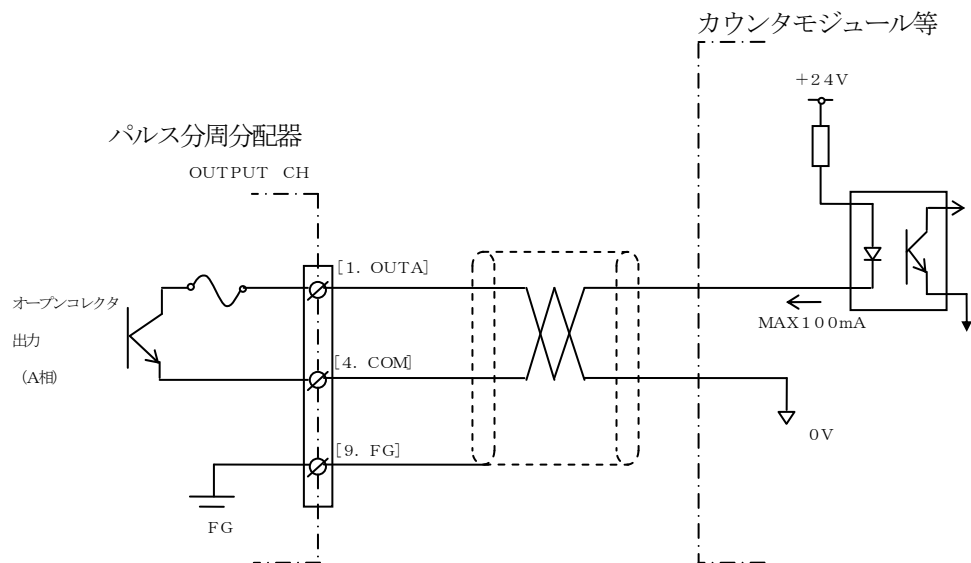 カウンタモジュール等
+24V
パルス分周分配器
OUTPUT CH
[1. OUTA]
オープンコレクタ
出力
(A相)
MAX100mA
[4. COM]
0V
[9. FG]
FG